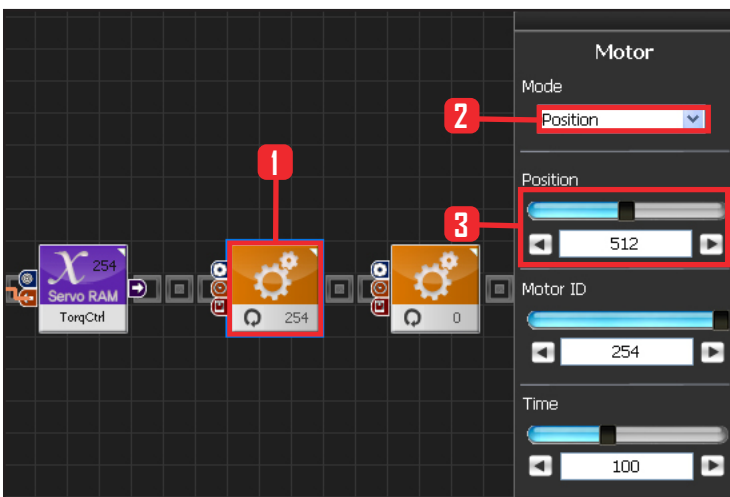 Motor
Mode
2
Position
1
Position
3
512
X 254
Servo RAM
TorqCtrl
254
0
Motor ID
254
Time
100